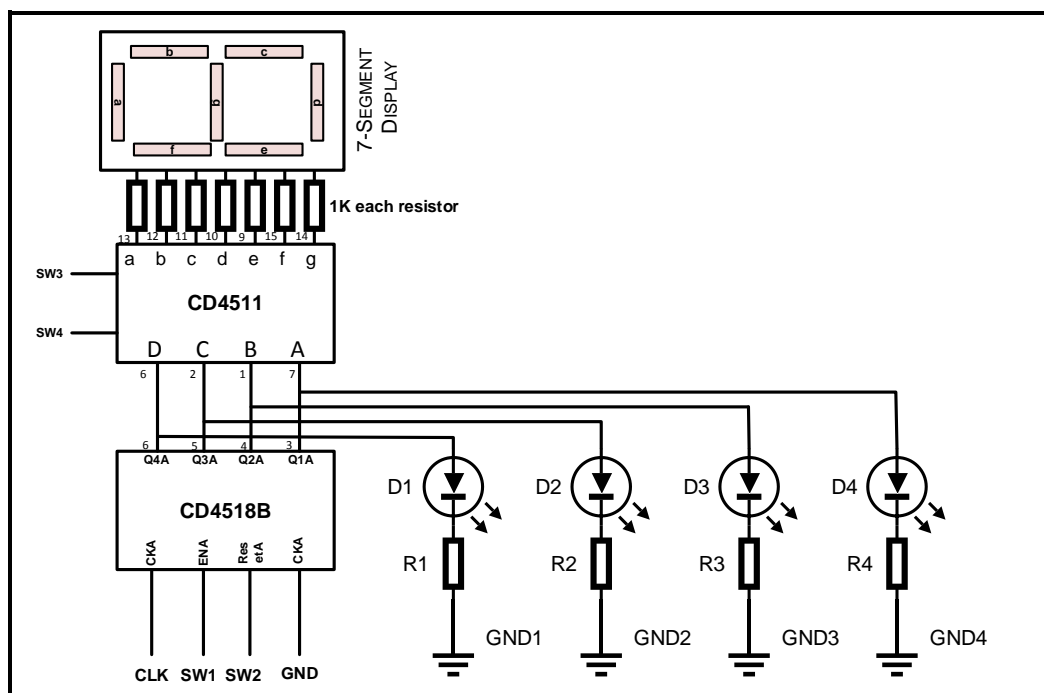 b c
a g d
f e
7-SEGMENT
DISPLAY
1K each resistor
13 12 11 10 9 15 14
a b c d e f g
SW3
CD4511
SW4
D C B A
6 2 1 7
6 5 4 3
Q4A Q3A Q2A Q1A
CD4518B
CKA ENA Res
etA CKA
CLK SW1 SW2 GND
D1 D2 D3 D4
R1 R2 R3 R4
GND1 GND2 GND3 GND4